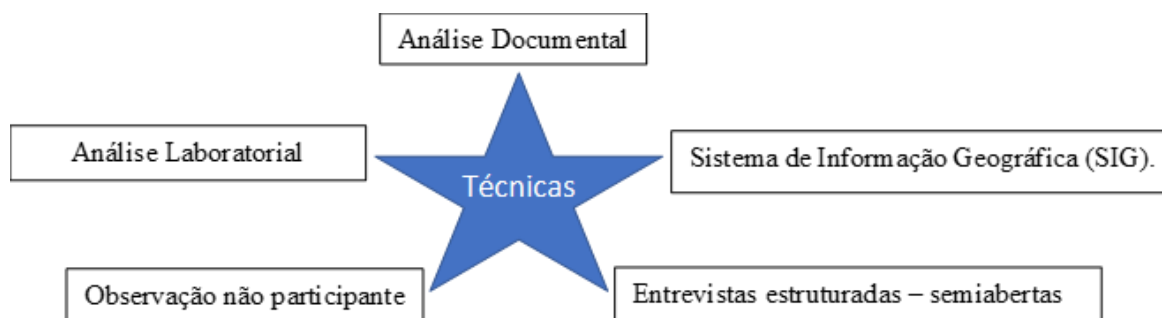 Análise Documental
Análise Laboratorial
Sistema de Informação Geográfica (SIG).
Técnicas
Observação não participante
Entrevistas estruturadas – semiabertas